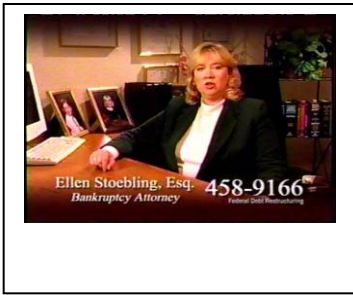 Ellen Stoebling, Esq.
Bankruptcy Attorney
458-9166
Federal Debt Restructuring